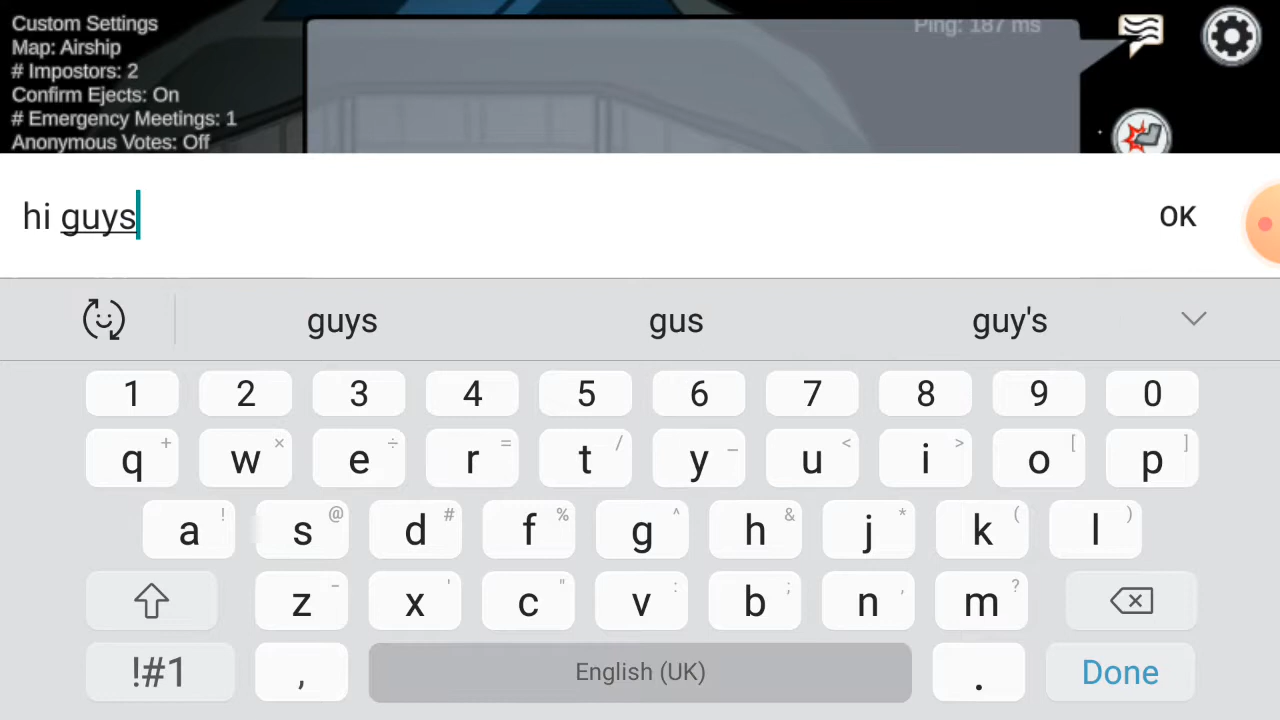 Custom Settings
Map: Airship
# Impostors: 2
Confirm Ejects: On
# Emergency Meetings: 1
Anonymous Votes: Off
Ping: 187 ms
hi guys
OK
guys gus guy's
1 2 3 4 5 6 7 8 9 0
q + w × e ÷ r = t / y _ u < i > o [ p ]
a ! s @ d # f % g ^ h & j * k ( l )
z - x ' c " v : b ; n , m ?
!#1 , English (UK) . Done